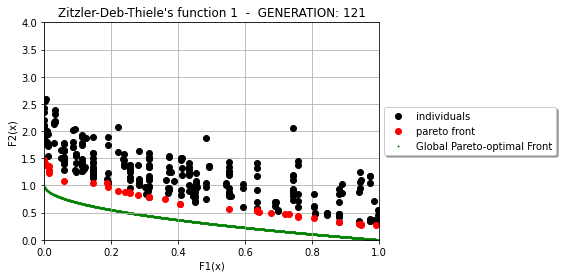 Zitzler-Deb-Thiele's function 1  -  GENERATION: 121
F2(x)
4.0
3.5
3.0
2.5
2.0
1.5
1.0
0.5
0.0
0.0 0.2 0.4 0.6 0.8 1.0
F1(x)
individuals
pareto front
Global Pareto-optimal Front